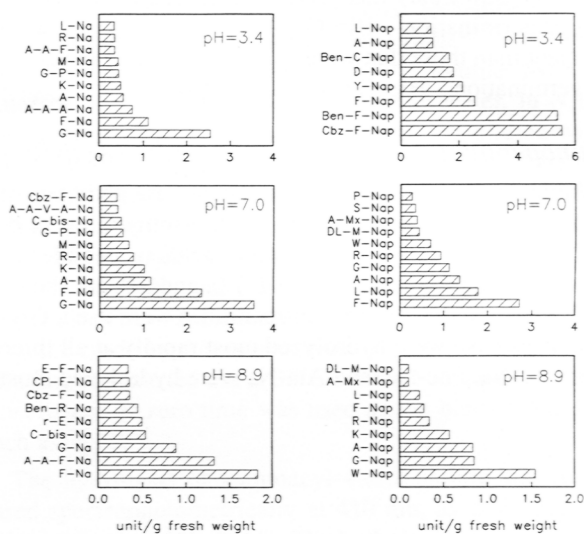 L-Na
R-Na
A-A-F-Na
M-Na
G-P-Na
K-Na
A-Na
A-A-A-Na
F-Na
G-Na
pH=3.4
0 1 2 3 4
L-Nap
A-Nap
Ben-C-Nap
D-Nap
Y-Nap
F-Nap
Ben-F-Nap
Cbz-F-Nap
pH=3.4
0 2 4 6
Cbz-F-Na
A-A-V-A-Na
C-bis-Na
G-P-Na
M-Na
R-Na
K-Na
A-Na
F-Na
G-Na
pH=7.0
0 1 2 3 4
P-Nap
S-Nap
A-Mx-Nap
DL-M-Nap
W-Nap
R-Nap
G-Nap
A-Nap
L-Nap
F-Nap
pH=7.0
0 1 2 3 4
E-F-Na
CP-F-Na
Cbz-F-Na
Ben-R-Na
r-E-Na
C-bis-Na
G-Na
A-A-F-Na
F-Na
pH=8.9
0.0 0.5 1.0 1.5 2.0
unit/g fresh weight
DL-M-Nap
A-Mx-Nap
L-Nap
F-Nap
R-Nap
K-Nap
A-Nap
G-Nap
W-Nap
pH=8.9
0.0 0.5 1.0 1.5 2.0
unit/g fresh weight